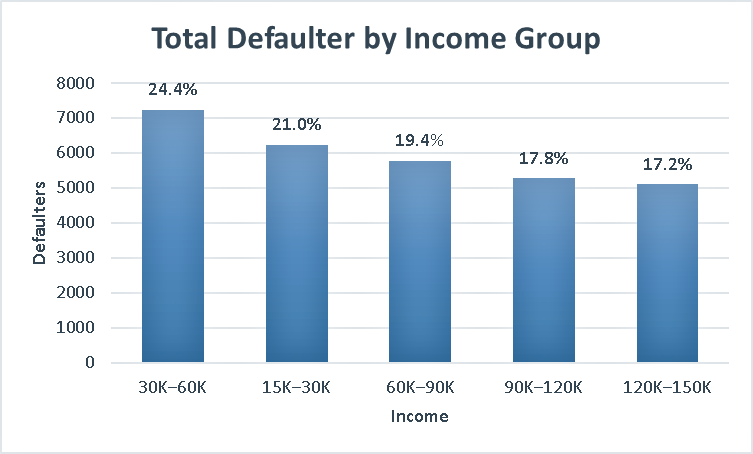 Total Defaulter by Income Group
8000
7000
6000
5000
4000
3000
2000
1000
0
Defaulters
24.4%
21.0%
19.4%
17.8%
17.2%
30K–60K
15K–30K
60K–90K
90K–120K
120K–150K
Income